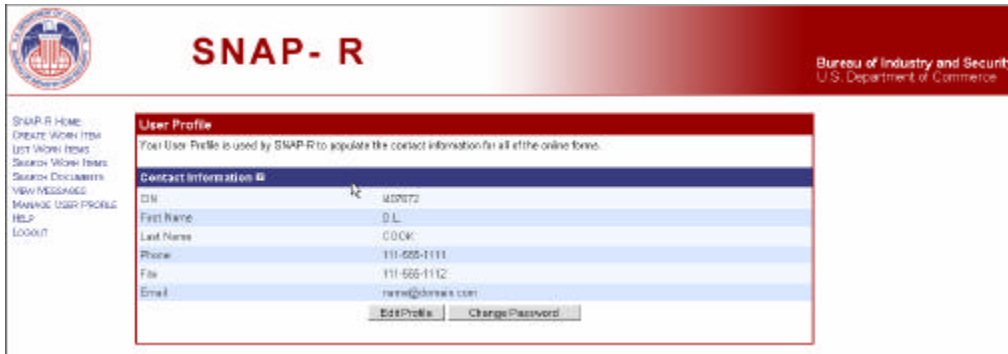 SNAP- R
Bureau of Industry and Security
U.S. Department of Commerce
SNAP-R HOME
CREATE WORK ITEM
LIST WORK ITEMS
SEARCH WORK ITEMS
SEARCH DOCUMENTS
VIEW MESSAGES
MANAGE USER PROFILE
HELP
LOGOUT
User Profile
Your User Profile is used by SNAP-R to populate the contact information for all of the online forms.
Contact Information
CIN
First Name D.L.
Last Name COOK
Phone 111-555-1111
Fax 111-555-1112
Email name@domain.com
Edit Profile Change Password